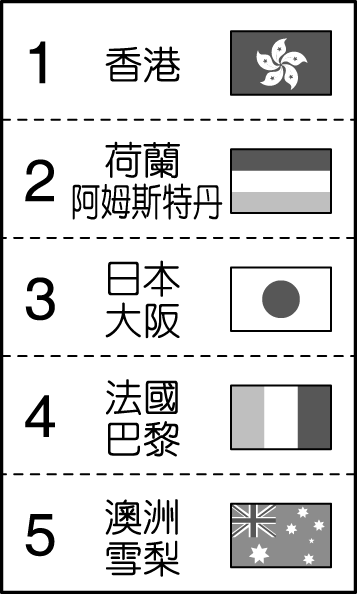 1 香港
2 荷蘭
阿姆斯特丹
3 日本
大阪
4 法國
巴黎
5 澳洲
雪梨